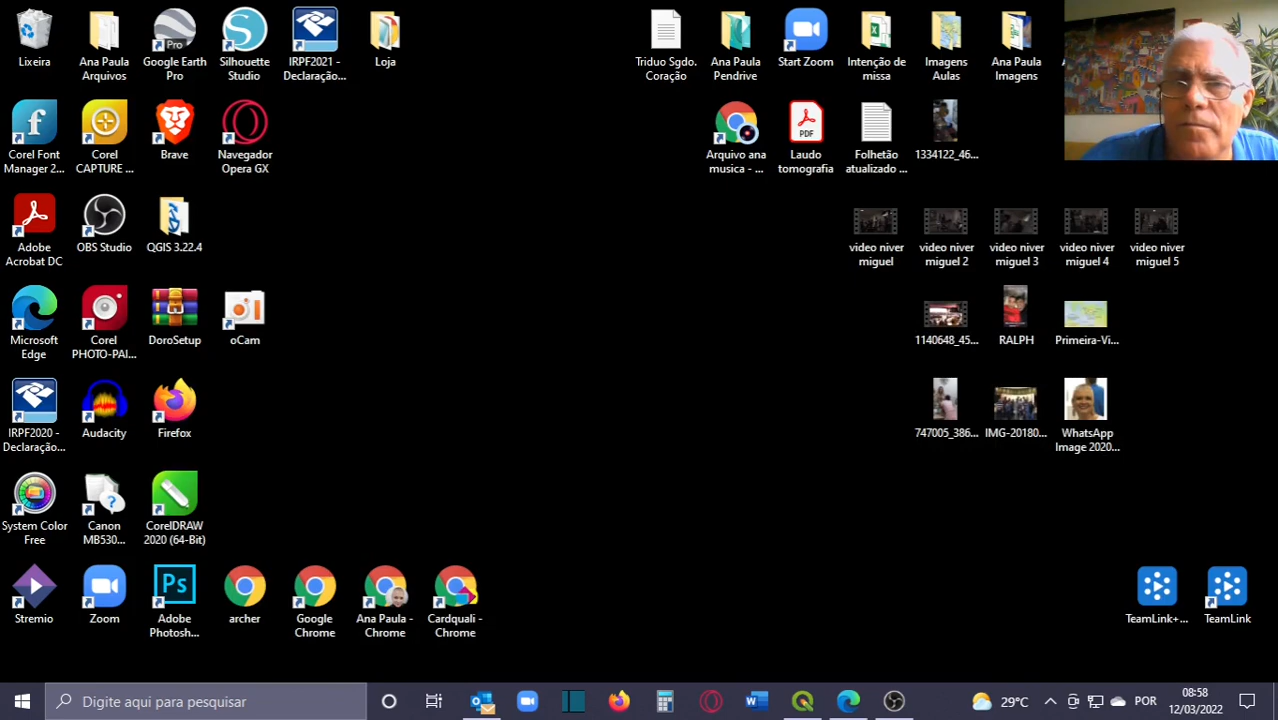 Lixeira
Ana Paula
Arquivos
Pro
Google Earth
Pro
Silhouette
Studio
IRPF2021 -
Declaração...
Loja
Triduo Sgdo.
Coração
Ana Paula
Pendrive
Start Zoom
Intenção de
missa
Imagens
Aulas
Ana Paula
Imagens
Corel Font
Manager 2...
Corel
CAPTURE ...
Brave
Navegador
Opera GX
Arquivo ana
musica - ...
PDF
Laudo
tomografia
Folhetão
atualizado ...
1334122_46...
Adobe
Acrobat DC
OBS Studio
QGIS 3.22.4
video niver
miguel
video niver
miguel 2
video niver
miguel 3
video niver
miguel 4
video niver
miguel 5
Microsoft
Edge
Corel
PHOTO-PAI...
DoroSetup
oCam
1140648_45...
RALPH
Primeira-Vi...
IRPF2020 -
Declaração...
Audacity
Firefox
747005_386...
IMG-20180...
WhatsApp
Image 2020...
System Color
Free
Canon
MB530...
CorelDRAW
2020 (64-Bit)
Stremio
Zoom
Ps
Adobe
Photosh...
archer
Google
Chrome
Ana Paula -
Chrome
Cardquali -
Chrome
TeamLink+...
TeamLink
Digite aqui para pesquisar
29°C
POR
08:58
12/03/2022